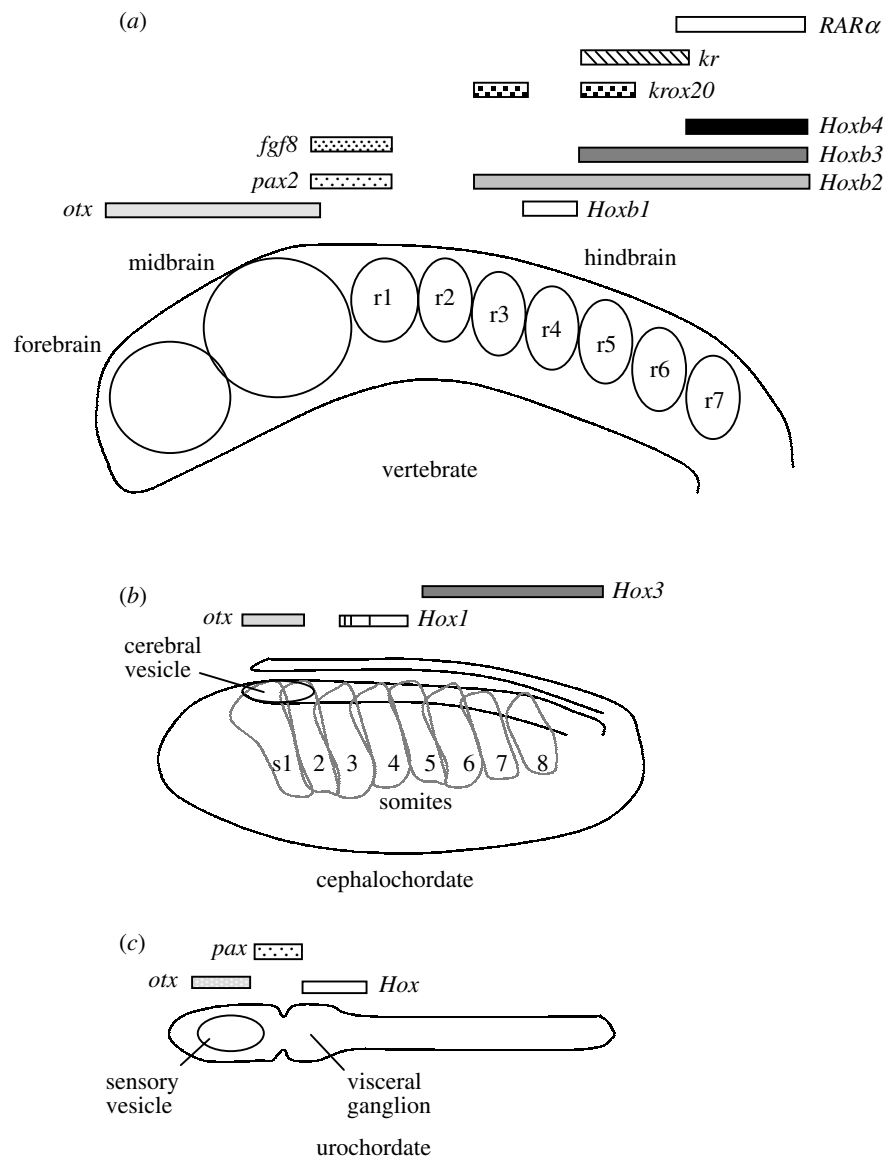 (a)
RARα
kr
krox20
Hoxb4
fgf8
Hoxb3
pax2
Hoxb2
otx
Hoxb1
midbrain
hindbrain
forebrain
r1
r2
r3
r4
r5
r6
r7
vertebrate
(b)
Hox3
otx
Hox1
cerebral
vesicle
s1 2 3 4 5 6 7 8
somites
cephalochordate
(c)
pax
otx
Hox
sensory
vesicle
visceral
ganglion
urochordate